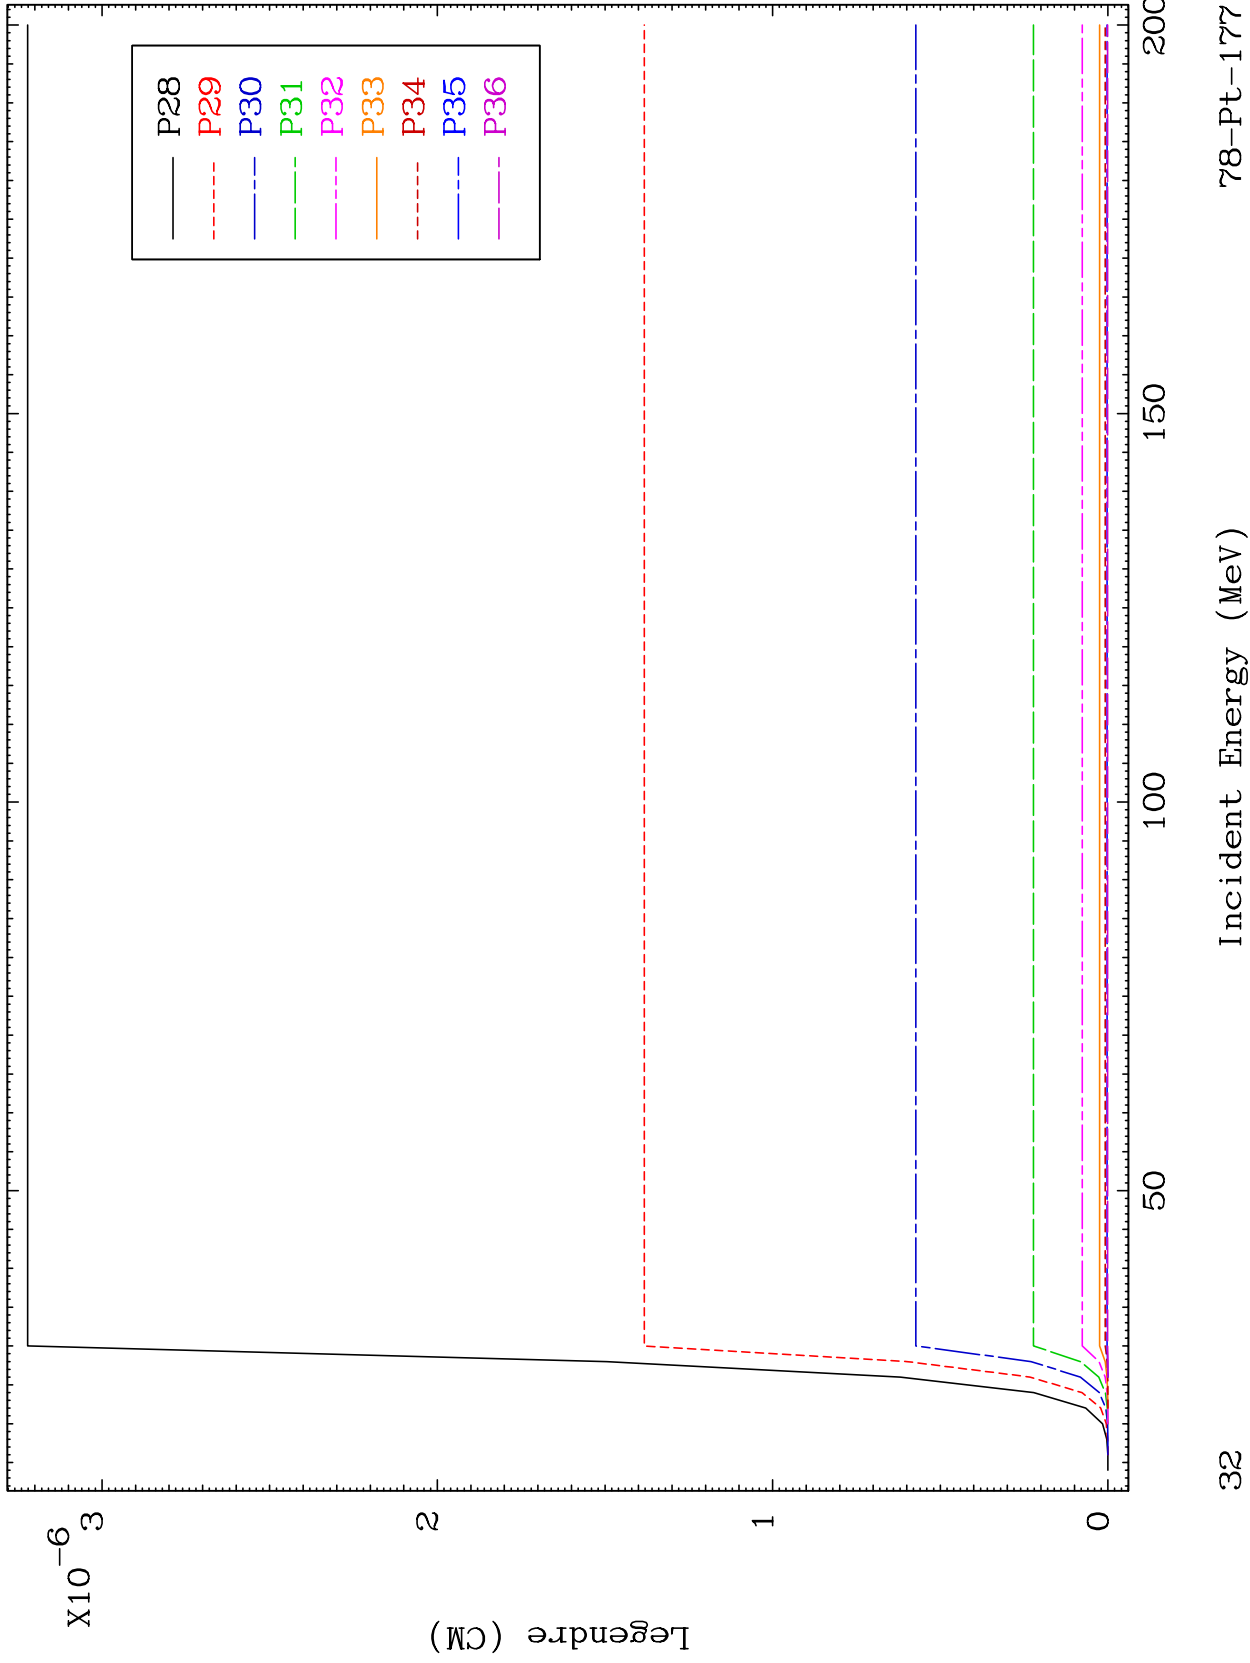 X10−6
3
2
1
0
Legendre (CM)
P28
P29
P30
P31
P32
P33
P34
P35
P36
50
100
150
200
Incident Energy (MeV)
32
78−Pt−177